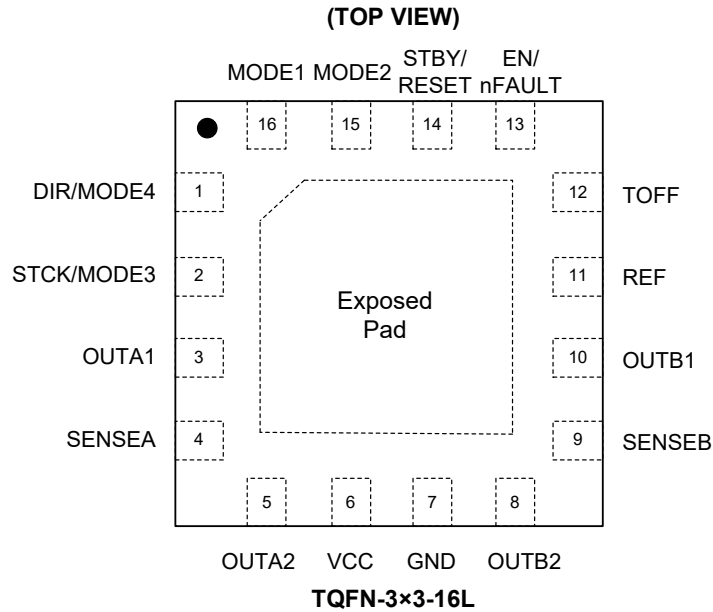 (TOP VIEW)
MODE1 MODE2 STBY/ RESET EN/ nFAULT
16 15 14 13
DIR/MODE4 1 12 TOFF
STCK/MODE3 2 11 REF
Exposed
Pad
OUTA1 3 10 OUTB1
SENSEA 4 9 SENSEB
5 6 7 8
OUTA2 VCC GND OUTB2
TQFN-3×3-16L